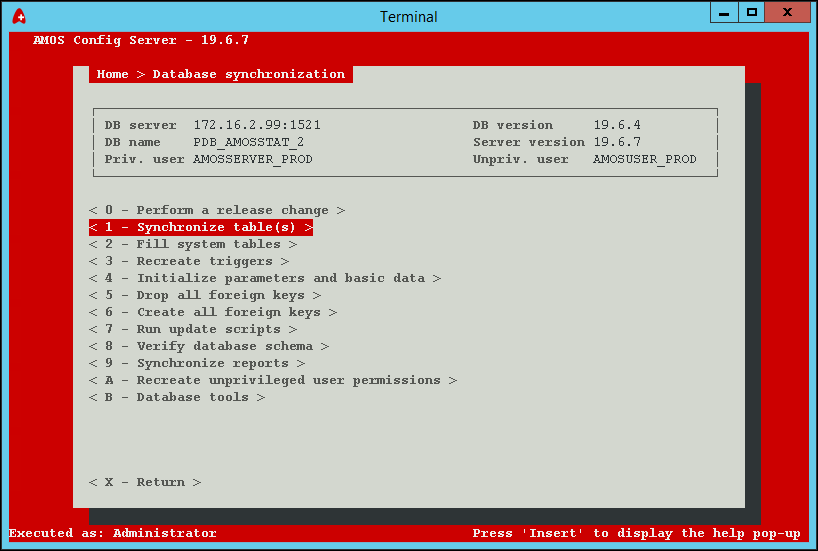 Terminal
AMOS Config Server - 19.6.7
Home > Database synchronization
DB server 172.16.2.99:1521 DB version 19.6.4
DB name PDB_AMOSSTAT_2 Server version 19.6.7
Priv. user AMOSSERVER_PROD Unpriv. user AMOSUSER_PROD
< 0 - Perform a release change >
< 1 - Synchronize table(s) >
< 2 - Fill system tables >
< 3 - Recreate triggers >
< 4 - Initialize parameters and basic data >
< 5 - Drop all foreign keys >
< 6 - Create all foreign keys >
< 7 - Run update scripts >
< 8 - Verify database schema >
< 9 - Synchronize reports >
< A - Recreate unprivileged user permissions >
< B - Database tools >
< X - Return >
Executed as: Administrator Press 'Insert' to display the help pop-up